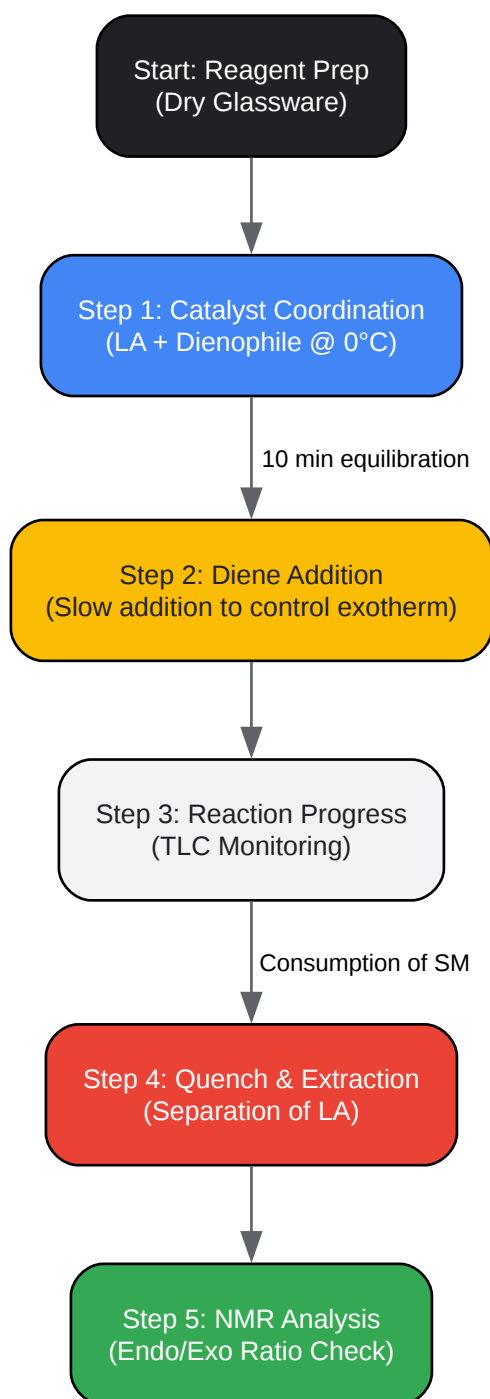 Start: Reagent Prep
(Dry Glassware)
Step 1: Catalyst Coordination
(LA + Dienophile @ 0°C)
10 min equilibration
Step 2: Diene Addition
(Slow addition to control exotherm)
Step 3: Reaction Progress
(TLC Monitoring)
Consumption of SM
Step 4: Quench & Extraction
(Separation of LA)
Step 5: NMR Analysis
(Endo/Exo Ratio Check)